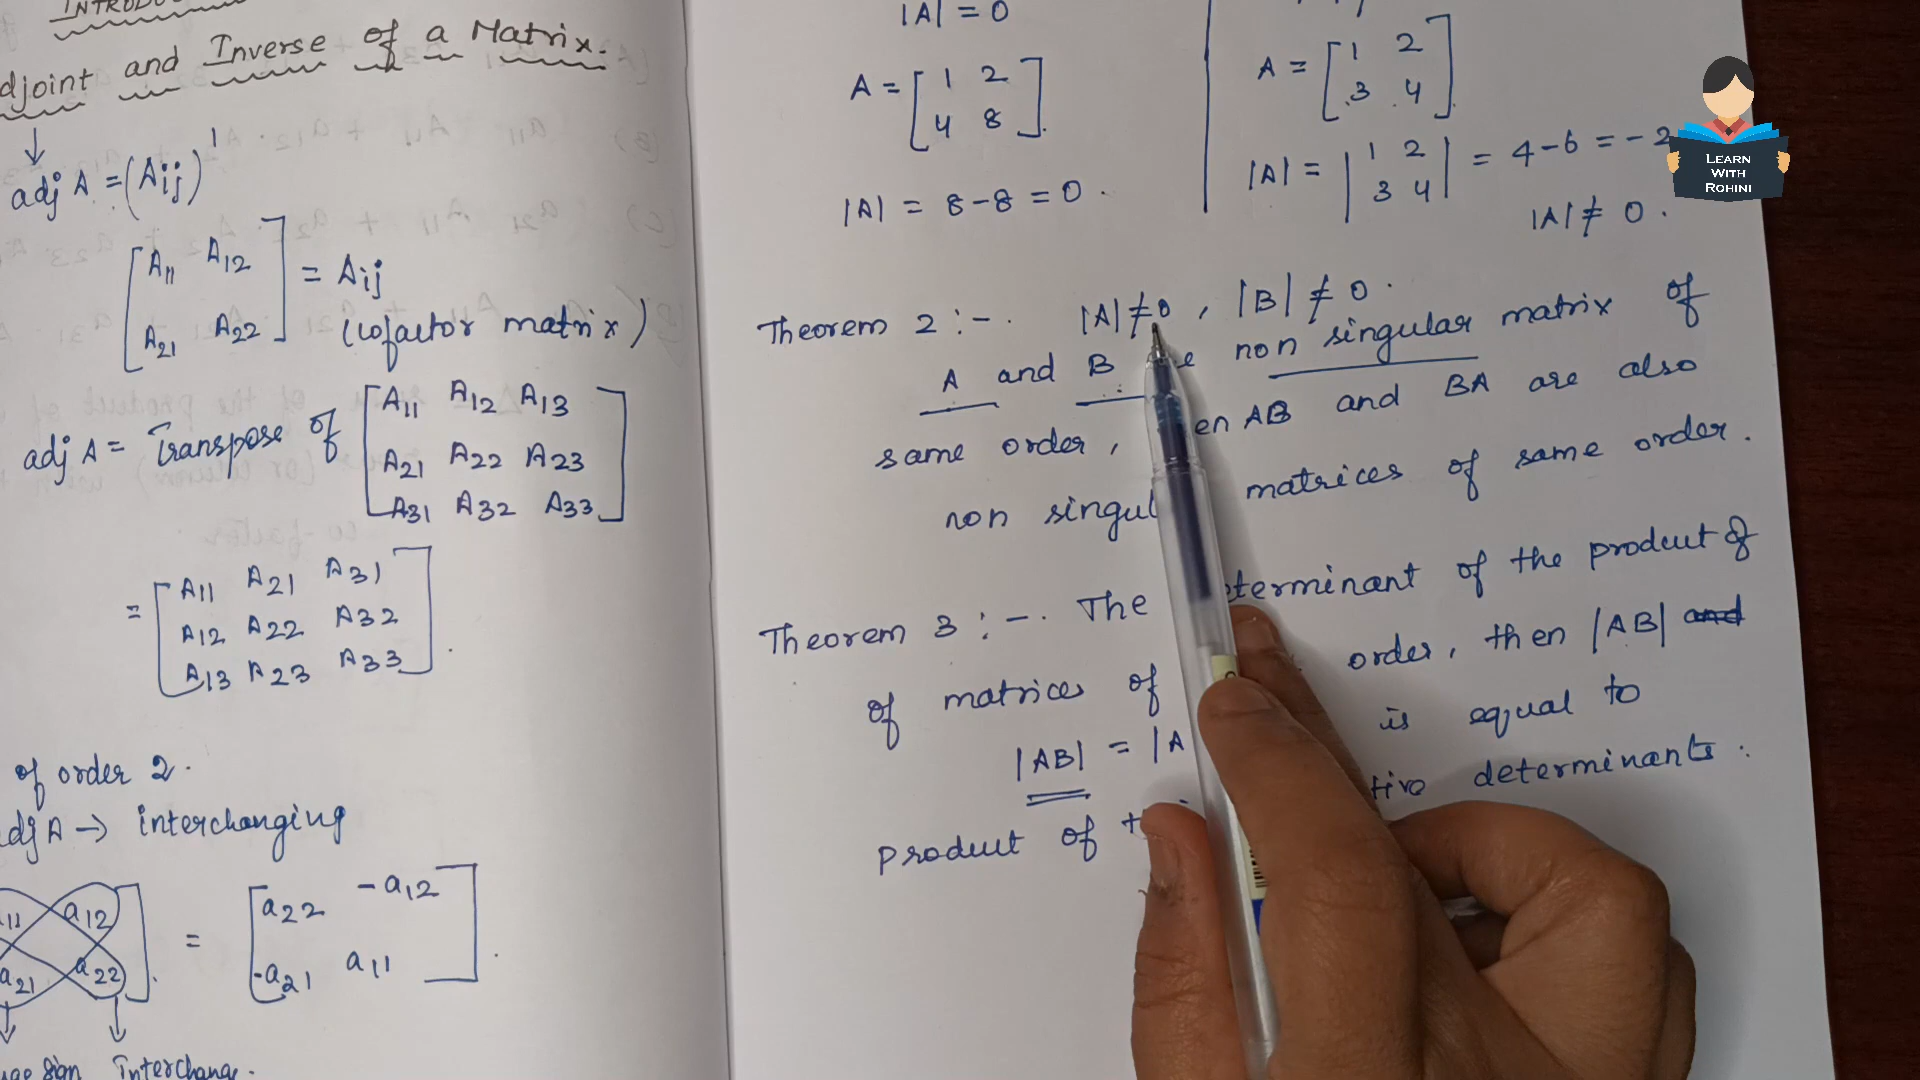 adjoint and Inverse of a Matrix.
adj A = (Aij)'
[A11 A12
A21 A22] = Aij
(cofactor matrix)
adj A = Transpose of [A11 A12 A13
A21 A22 A23
A31 A32 A33]
= [A11 A21 A31
A12 A22 A32
A13 A23 A33].
of order 2.
adj A → interchanging
a11 a12
a21 a22
= [a22 -a12
-a21 a11].
sign Interchange.
|A| = 0
A = [1 2
4 8].
|A| = 8-8 = 0.
A = [1 2
3 4].
|A| = |1 2
3 4| = 4-6 = -2
|A| ≠ 0.
Theorem 2 :-. |A| ≠ 0, |B| ≠ 0.
A and B non singular matrix of
same order, AB and BA are also
non matrices of same order.
Theorem 3 :-. The of the product of
of matrices of order, then |AB| and
|AB| = |A is equal to
product of determinants.
LEARN
WITH
ROHINI